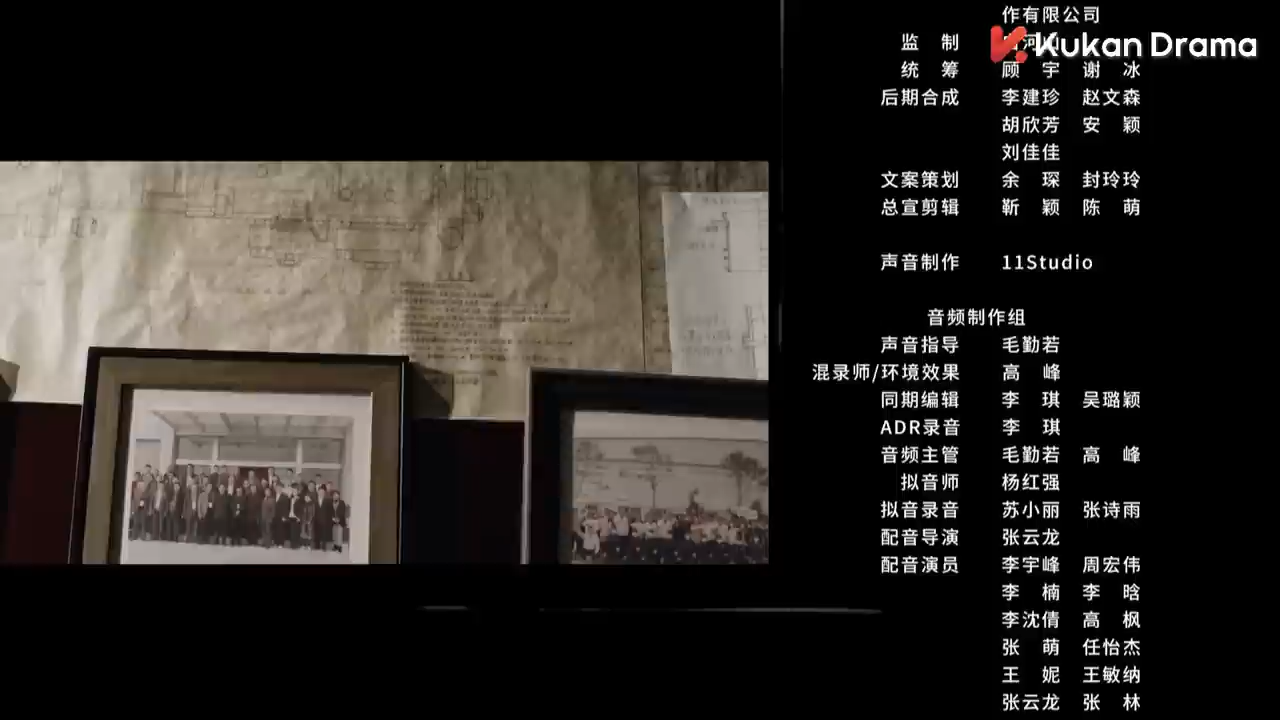 作有限公司
Kukan Drama
监 制
统 筹 顾 宇 谢 冰
后期合成 李建珍 赵文森
胡欣芳 安 颖
刘佳佳
文案策划 余 琛 封玲玲
总宣剪辑 靳 颖 陈 萌
声音制作 11Studio
音频制作组
声音指导 毛勤若
混录师/环境效果 高 峰
同期编辑 李 琪 吴璐颖
ADR录音 李 琪
音频主管 毛勤若 高 峰
拟音师 杨红强
拟音录音 苏小丽 张诗雨
配音导演 张云龙
配音演员 李宇峰 周宏伟
李 楠 李 晗
李沈倩 高 枫
张 萌 任怡杰
王 妮 王敏纳
张云龙 张 林